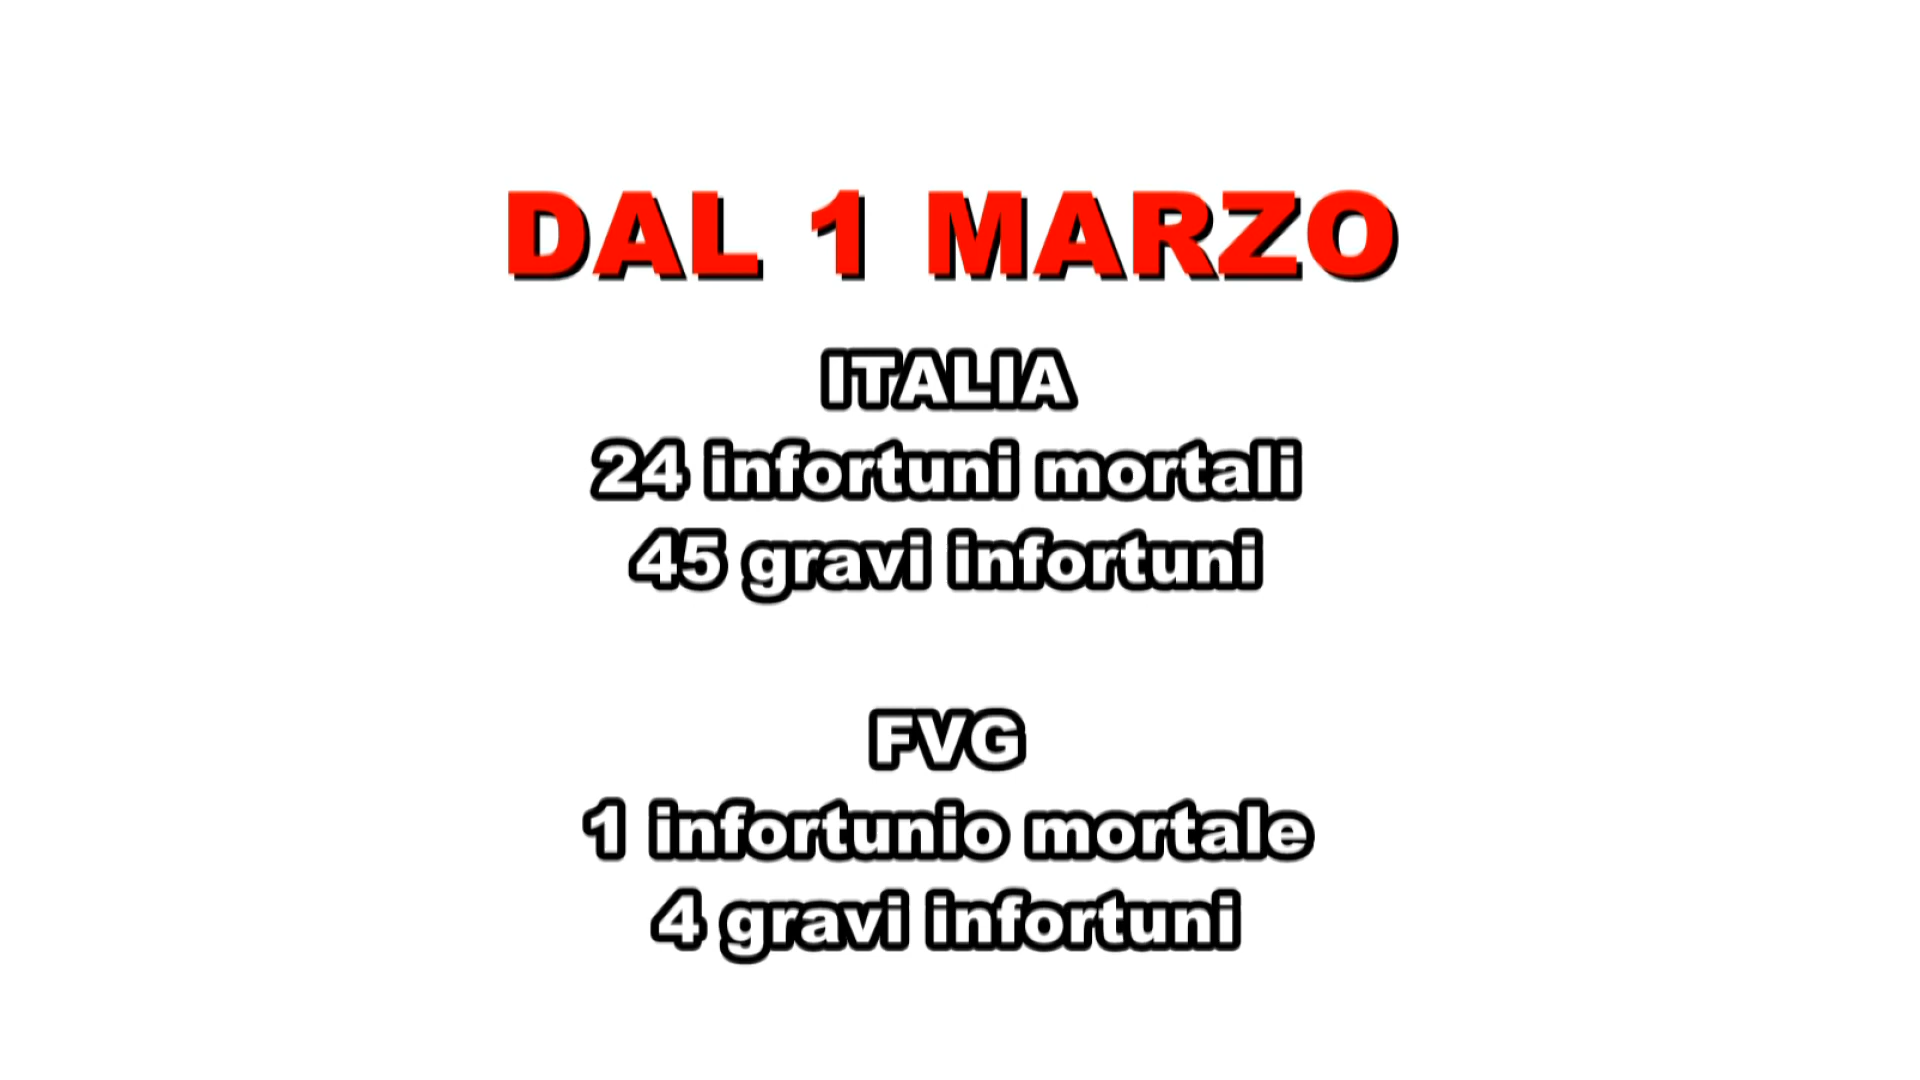 DAL 1 MARZO
ITALIA
24 infortuni mortali
45 gravi infortuni
FVG
1 infortunio mortale
4 gravi infortuni